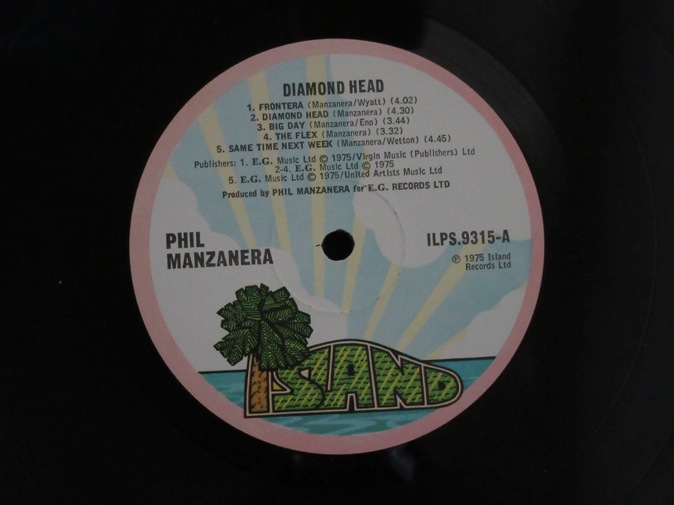 DIAMOND HEAD
1. FRONTERA (Manzanera/Wyatt) (4.02)
2. DIAMOND HEAD (Manzanera) (4.30)
3. BIG DAY (Manzanera/Eno) (3.44)
4. THE FLEX (Manzanera) (3.32)
5. SAME TIME NEXT WEEK (Manzanera/Wetton) (4.45)
Publishers: 1. E.G. Music Ltd © 1975/Virgin Music (Publishers) Ltd
2-4. E.G. Music Ltd © 1975
5. E.G. Music Ltd © 1975/United Artists Music Ltd
Produced by PHIL MANZANERA for E.G. RECORDS LTD
PHIL
MANZANERA
ILPS.9315-A
℗ 1975 Island
Records Ltd
ISLAND